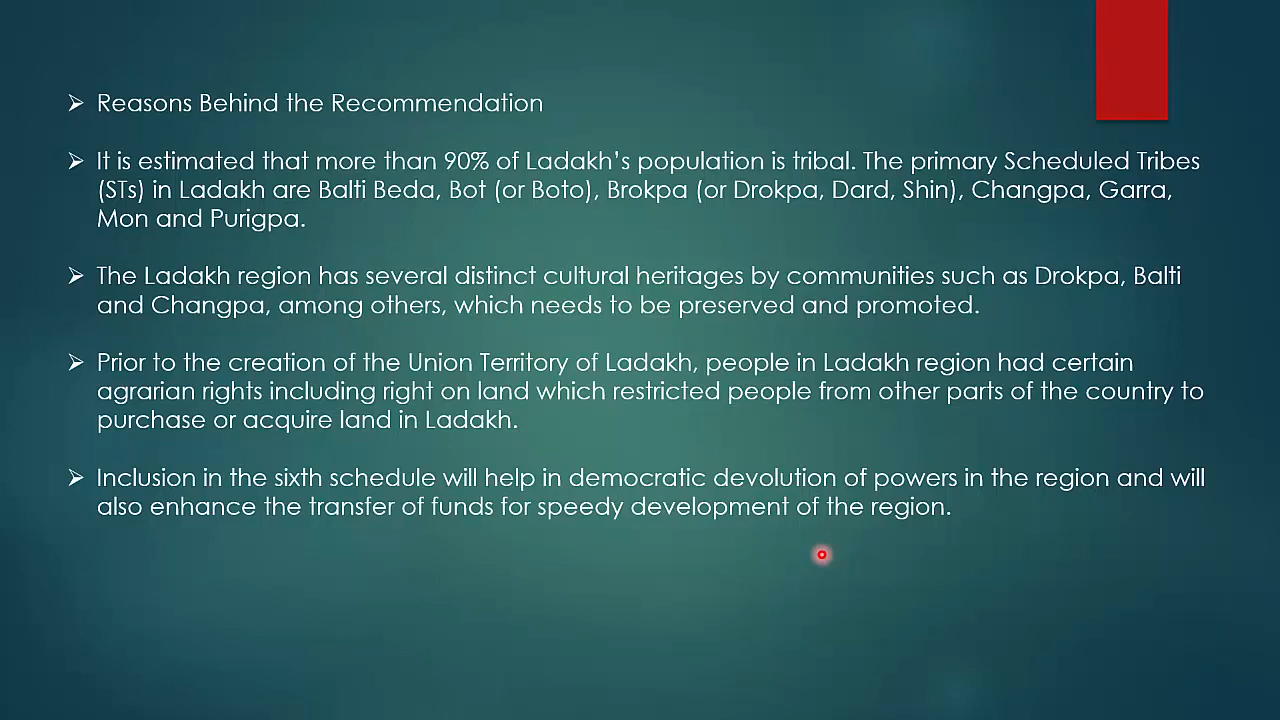 Reasons Behind the Recommendation
It is estimated that more than 90% of Ladakh’s population is tribal. The primary Scheduled Tribes
(STs) in Ladakh are Balti Beda, Bot (or Boto), Brokpa (or Drokpa, Dard, Shin), Changpa, Garra,
Mon and Purigpa.
The Ladakh region has several distinct cultural heritages by communities such as Drokpa, Balti
and Changpa, among others, which needs to be preserved and promoted.
Prior to the creation of the Union Territory of Ladakh, people in Ladakh region had certain
agrarian rights including right on land which restricted people from other parts of the country to
purchase or acquire land in Ladakh.
Inclusion in the sixth schedule will help in democratic devolution of powers in the region and will
also enhance the transfer of funds for speedy development of the region.